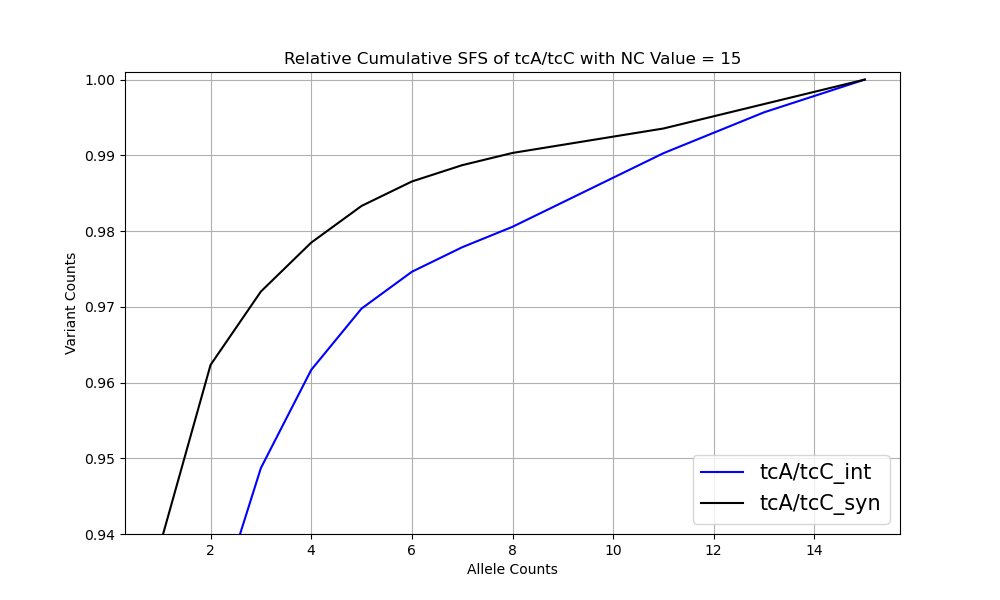 Relative Cumulative SFS of tcA/tcC with NC Value = 15
1.00
0.99
0.98
0.97
0.96
0.95
0.94
Variant Counts
2 4 6 8 10 12 14
Allele Counts
tcA/tcC_int
tcA/tcC_syn